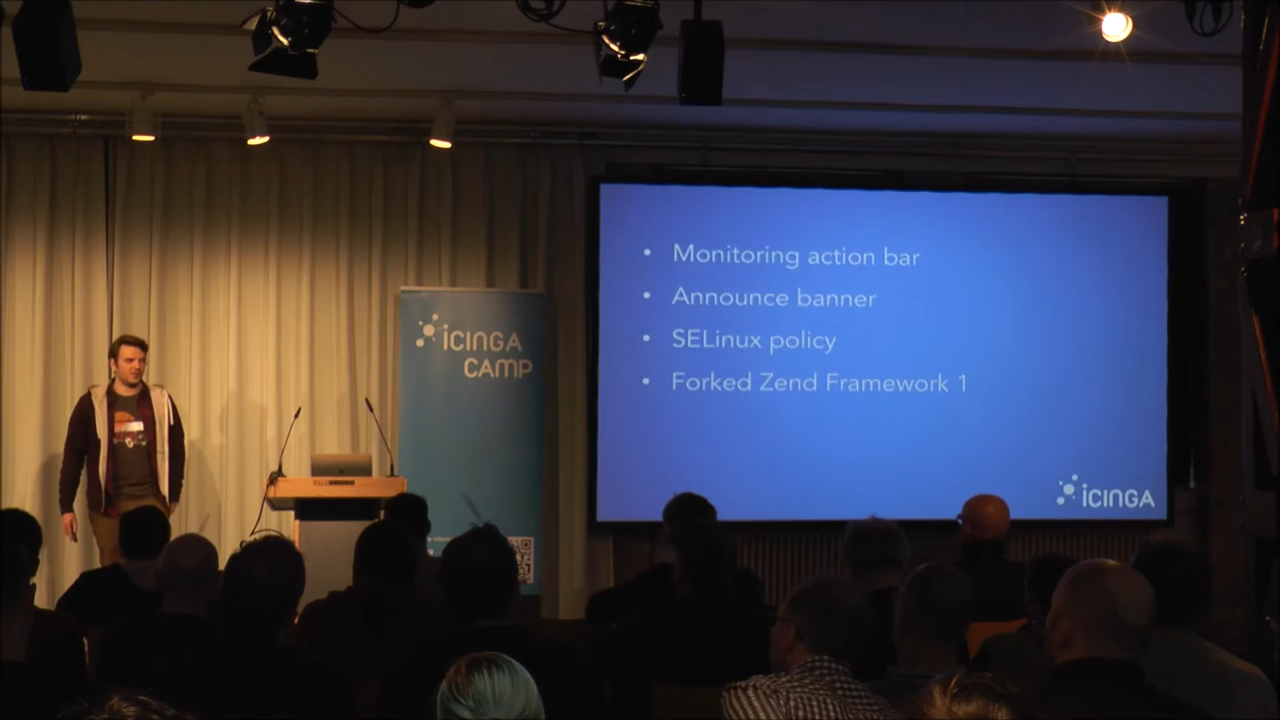 ICINGA
CAMP
• Monitoring action bar
• Announce banner
• SELinux policy
• Forked Zend Framework 1
ICINGA